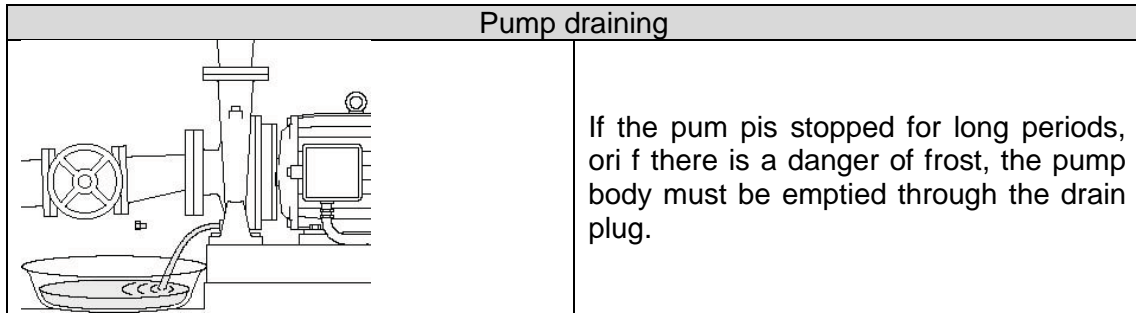 Pump draining
If the pum pis stopped for long periods,
ori f there is a danger of frost, the pump
body must be emptied through the drain
plug.